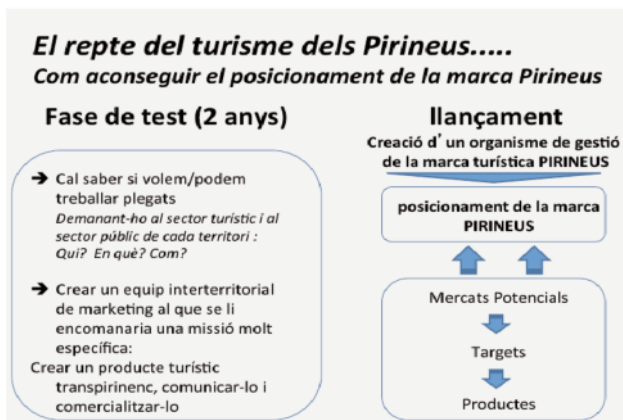 El repte del turisme dels Pirineus.....
Com aconseguir el posicionament de la marca Pirineus
Fase de test (2 anys)
➔ Cal saber si volem/podem
treballar plegats
Demanant-ho al sector turístic i al
sector públic de cada territori :
Qui? En què? Com?
➔ Crear un equip interterritorial
de marketing al que se li
encomanaria una missió molt
específica:
Crear un producte turístic
transpirinenc, comunicar-lo i
comercialitzar-lo
llançament
Creació d'un organisme de gestió
de la marca turística PIRINEUS
posicionament de la marca
PIRINEUS
Mercats Potencials
Targets
Productes